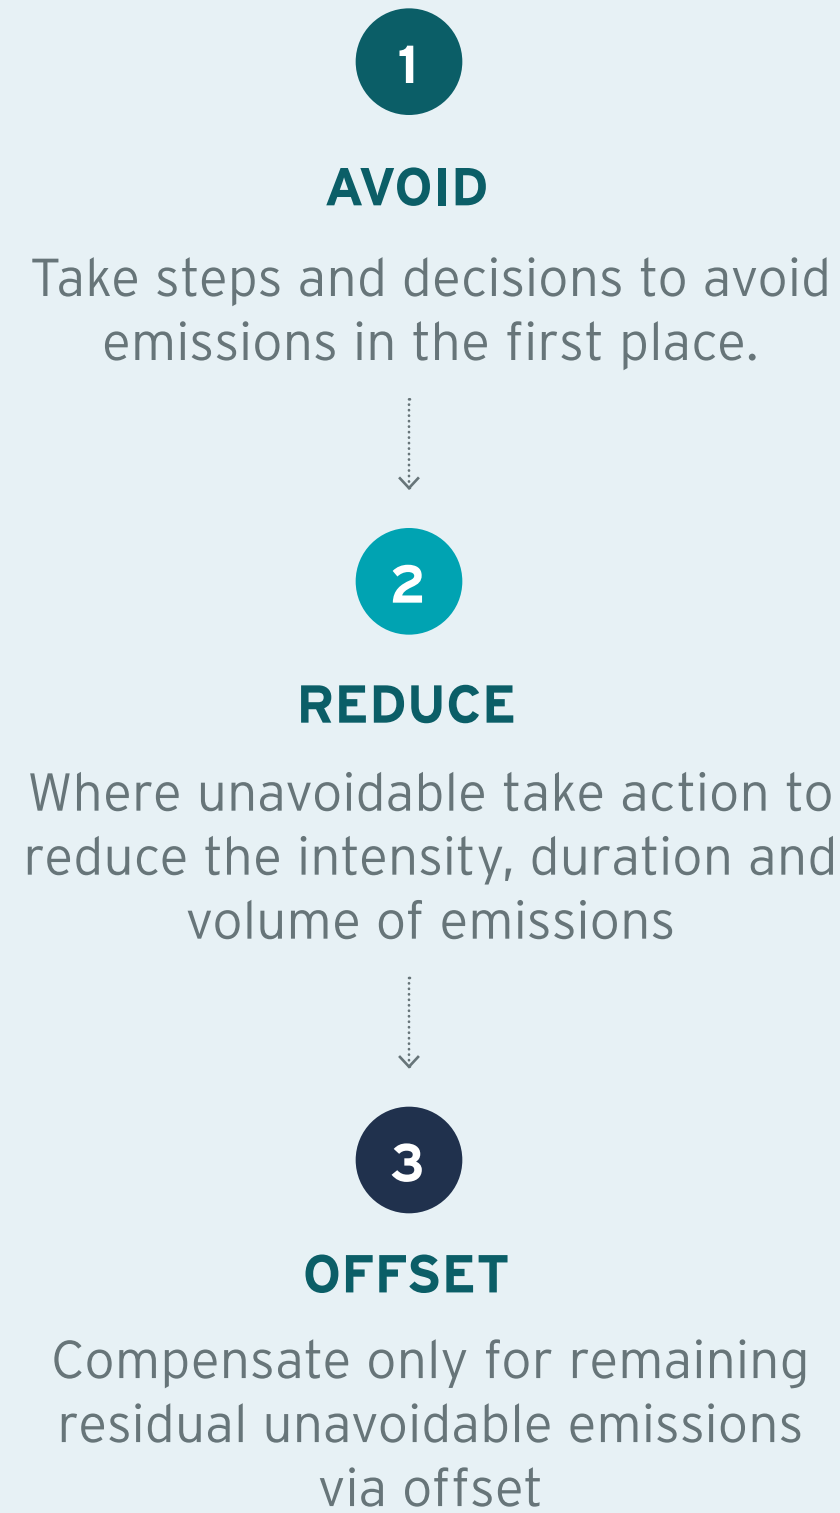 1
AVOID
Take steps and decisions to avoid
emissions in the first place.
2
REDUCE
Where unavoidable take action to
reduce the intensity, duration and
volume of emissions
3
OFFSET
Compensate only for remaining
residual unavoidable emissions
via offset